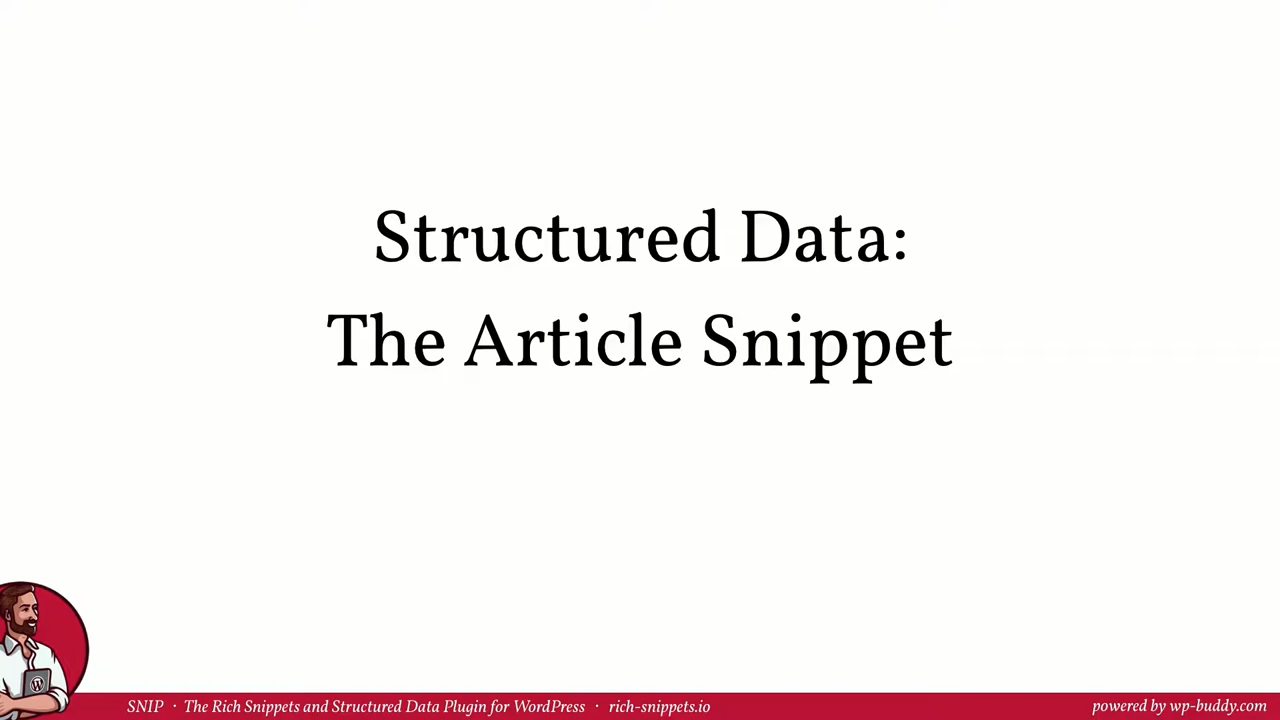 Structured Data:
The Article Snippet
SNIP · The Rich Snippets and Structured Data Plugin for WordPress · rich-snippets.io
powered by wp-buddy.com